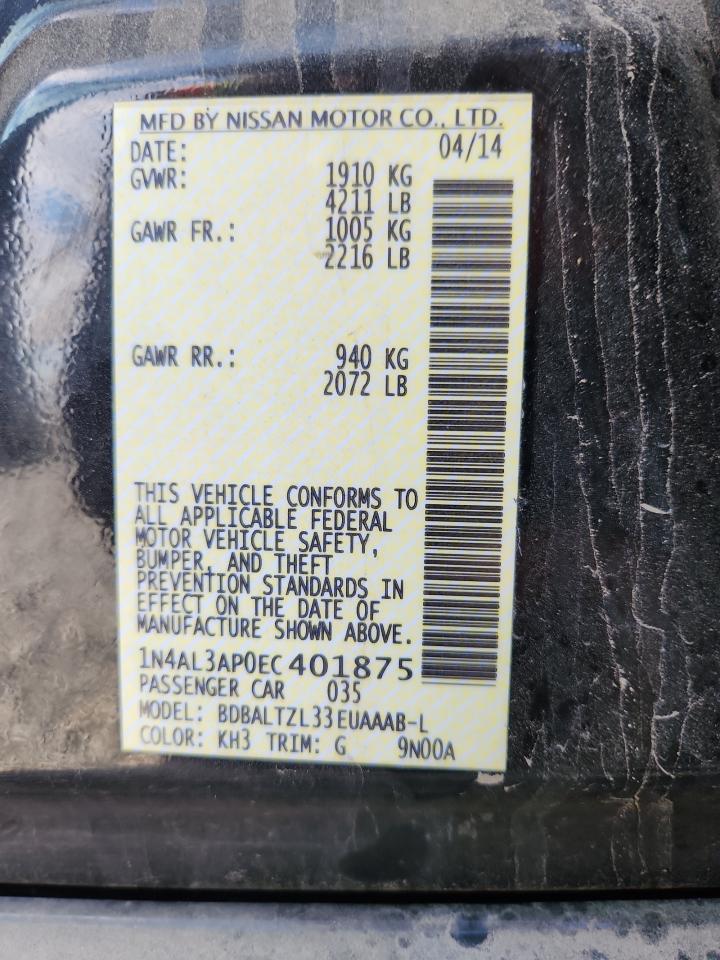 MFD BY NISSAN MOTOR CO., LTD.
DATE: 04/14
GVWR: 1910 KG
4211 LB
GAWR FR.: 1005 KG
2216 LB
GAWR RR.: 940 KG
2072 LB
THIS VEHICLE CONFORMS TO
ALL APPLICABLE FEDERAL
MOTOR VEHICLE SAFETY,
BUMPER, AND THEFT
PREVENTION STANDARDS IN
EFFECT ON THE DATE OF
MANUFACTURE SHOWN ABOVE.
1N4AL3AP0EC401875
PASSENGER CAR 035
MODEL: BDBALTZL33EUAAAB-L
COLOR: KH3 TRIM: G 9N00A